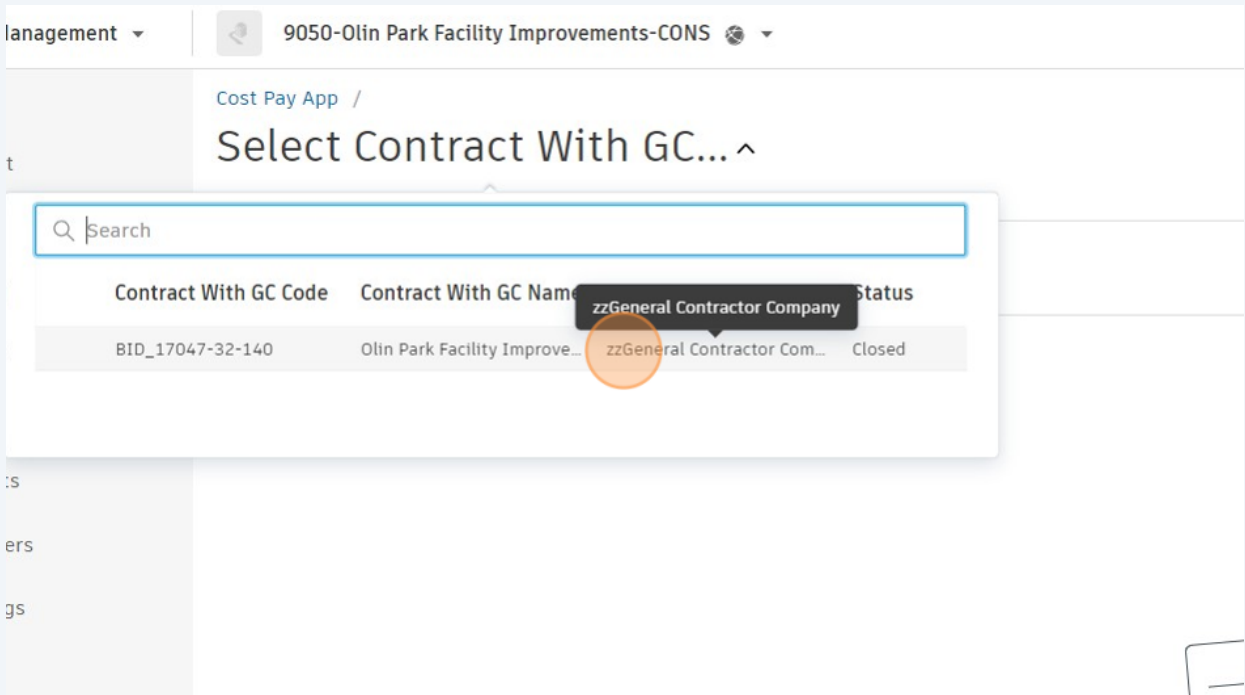 lanagement
9050-Olin Park Facility Improvements-CONS
Cost Pay App /
Select Contract With GC...
t
Search
Contract With GC Code Contract With GC Name Status
zzGeneral Contractor Company
BID_17047-32-140 Olin Park Facility Improve... zzGeneral Contractor Com... Closed
ts
ers
gs